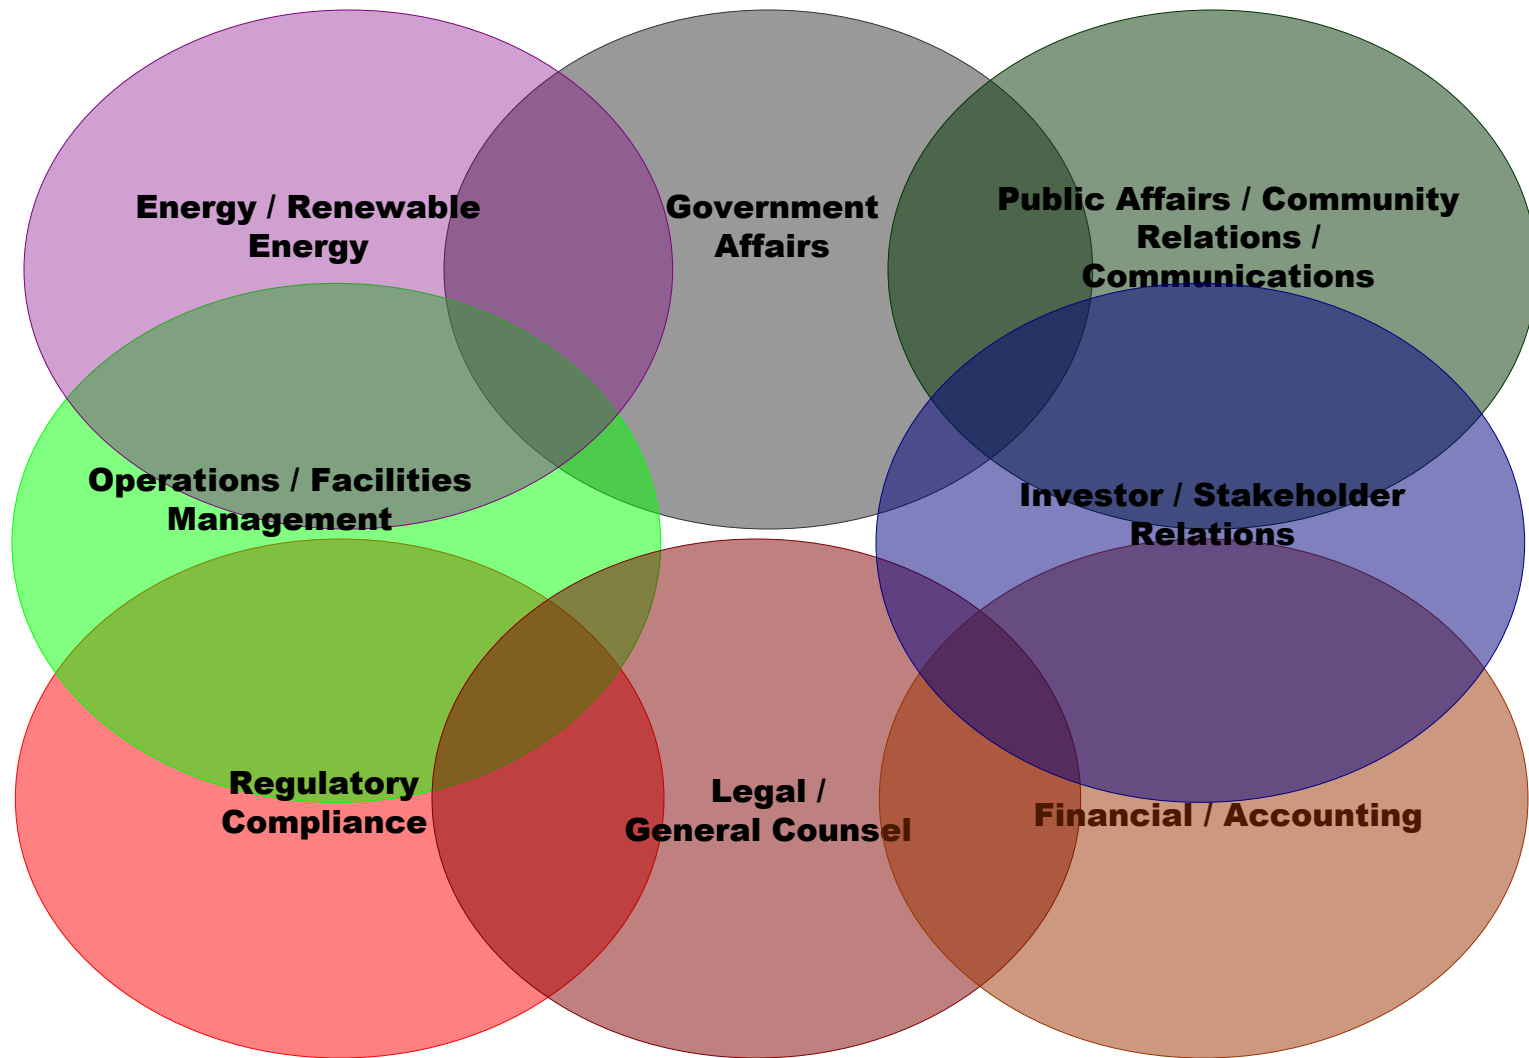 Energy / Renewable
Energy
Government
Affairs
Public Affairs / Community
Relations /
Communications
Operations / Facilities
Management
Investor / Stakeholder
Relations
Regulatory
Compliance
Legal /
General Counsel
Financial / Accounting